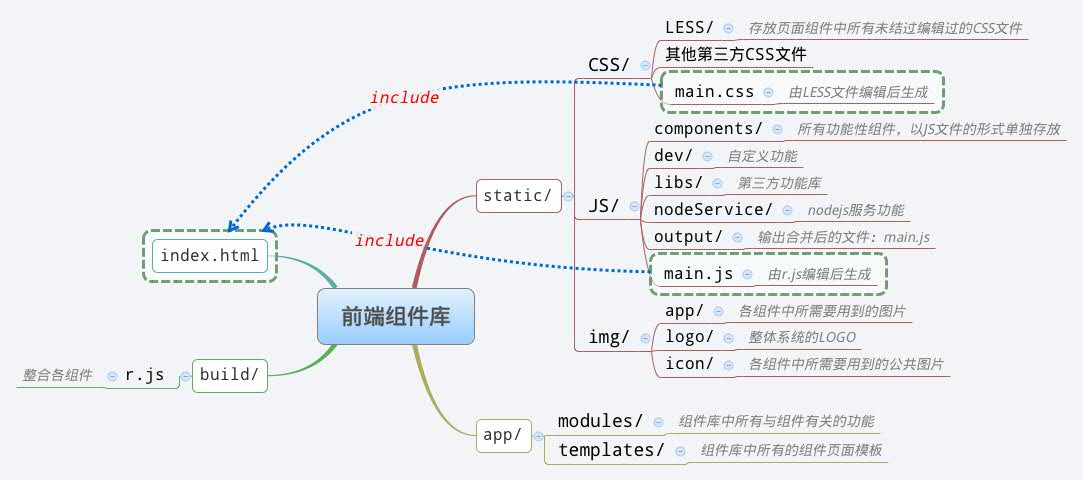 LESS/ 存放页面组件中所有未结过编辑过的CSS文件
CSS/ 其他第三方CSS文件
main.css 由LESS文件编辑后生成
include
components/ 所有功能性组件，以JS文件的形式单独存放
dev/ 自定义功能
libs/ 第三方功能库
static/
JS/ nodeService/ nodejs服务功能
output/ 输出合并后的文件：main.js
include
index.html
main.js 由r.js编辑后生成
前端组件库
app/ 各组件中所需要用到的图片
img/ logo/ 整体系统的LOGO
icon/ 各组件中所需要用到的公共图片
整合各组件 r.js build/
modules/ 组件库中所有与组件有关的功能
app/
templates/ 组件库中所有的组件页面模板